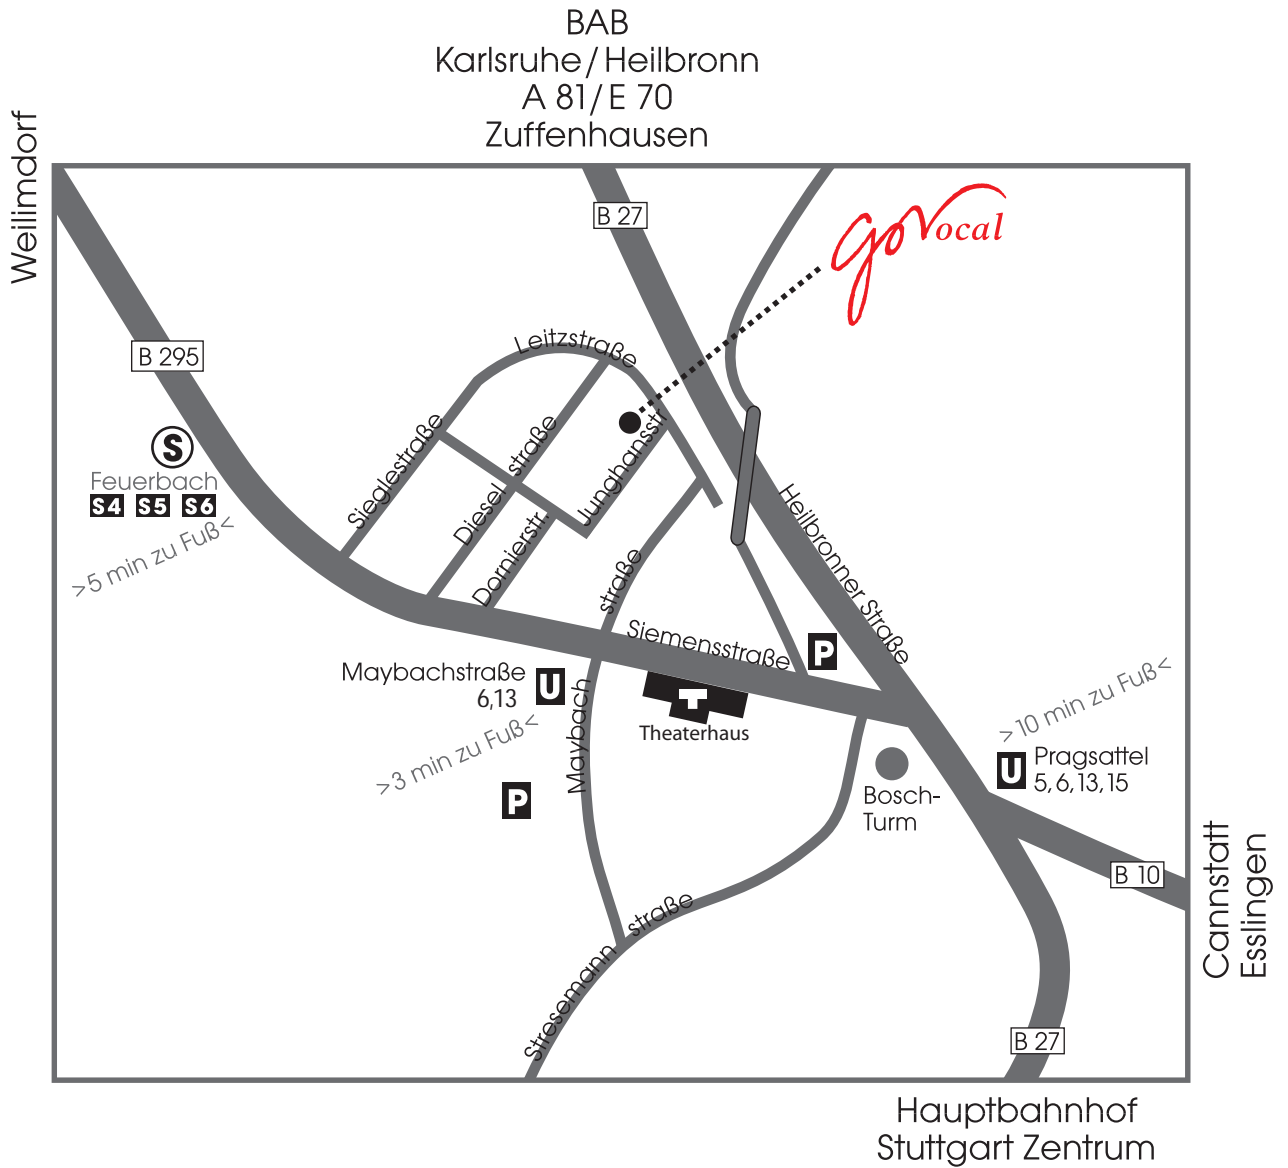 BAB
Karlsruhe/Heilbronn
A 81/E 70
Zuffenhausen
Weilimdorf
B 27
go Vocal
B 295
Leitzstraße
S
Feuerbach
S4 S5 S6
>5 min zu Fuß<
Sieglestraße
Diesel straße
Dornierstr.
Junghansstr
Heilbronner Straße
straße
Siemensstraße
P
Maybachstraße
6,13
U
>3 min zu Fuß<
Maybach
T
Theaterhaus
P
>10 min zu Fuß<
U
Pragsattel
5, 6, 13, 15
Bosch-
Turm
B 10
Cannstatt
Esslingen
Stresemann straße
B 27
Hauptbahnhof
Stuttgart Zentrum